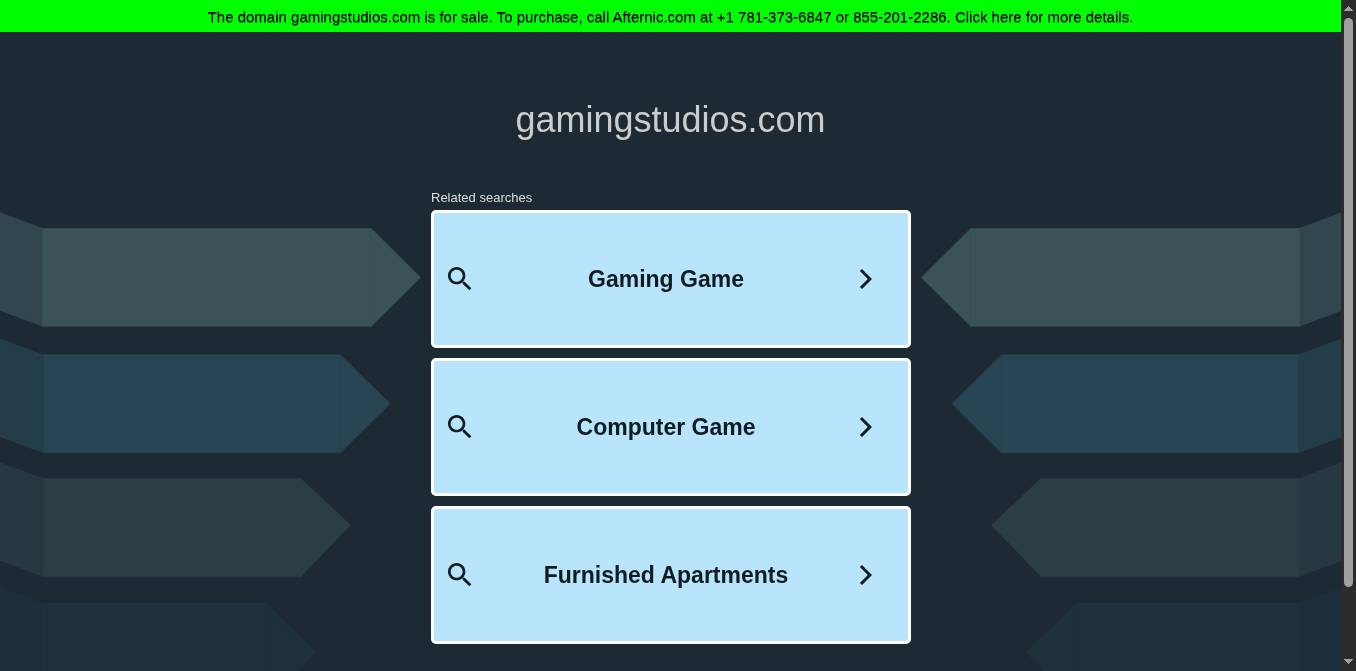 The domain gamingstudios.com is for sale. To purchase, call Afternic.com at +1 781-373-6847 or 855-201-2286. Click here for more details.
gamingstudios.com
Related searches
Gaming Game
Computer Game
Furnished Apartments